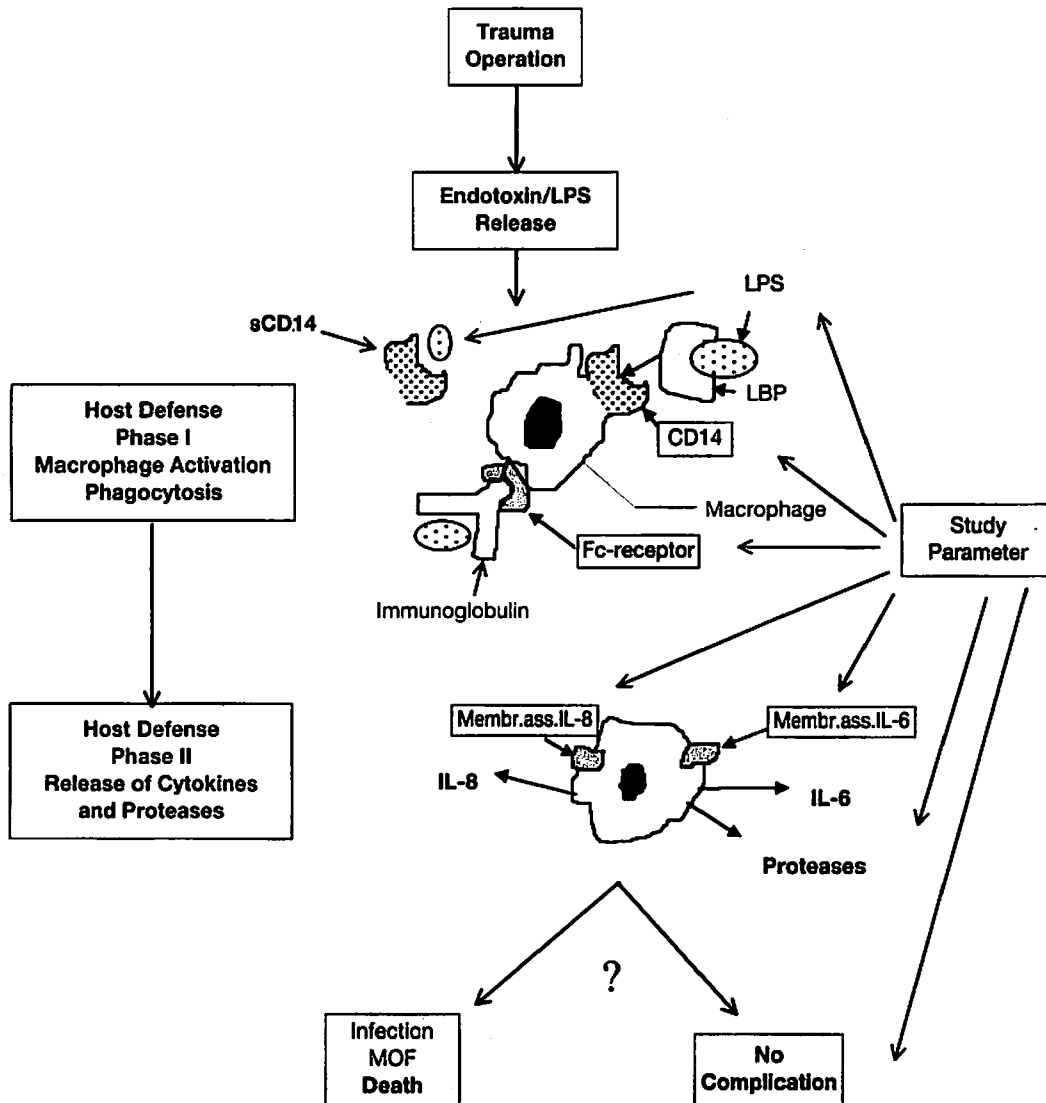 Trauma
Operation
Endotoxin/LPS
Release
LPS
sCD14
LBP
CD14
Host Defense
Phase I
Macrophage Activation
Phagocytosis
Macrophage
Study
Parameter
Fc-receptor
Immunoglobulin
Membr.ass.IL-8
Membr.ass.IL-6
Host Defense
Phase II
Release of Cytokines
and Proteases
IL-8
IL-6
Proteases
?
Infection
MOF
Death
No
Complication